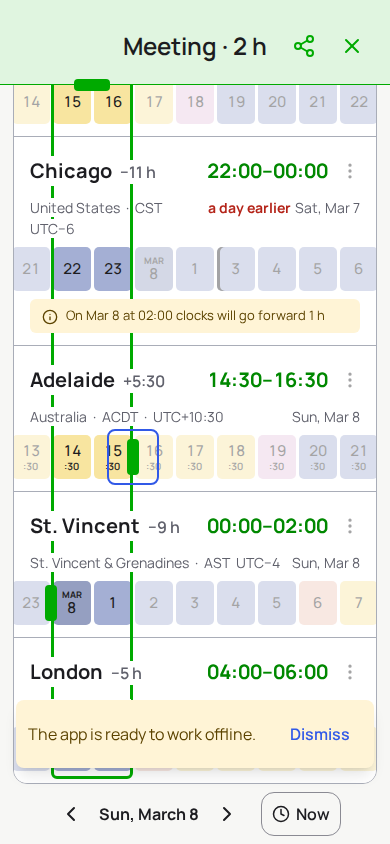 Meeting · 2 h
14 15 16 17 18 19 20 21 22
Chicago −11 h 22:00–00:00
United States · CST a day earlier Sat, Mar 7
UTC−6
21 22 23 MAR 8 1 3 4 5 6
On Mar 8 at 02:00 clocks will go forward 1 h
Adelaide +5:30 14:30–16:30
Australia · ACDT · UTC+10:30 Sun, Mar 8
13 14 15 16 17 18 19 20 21
:30 :30 :30 :30 :30 :30 :30 :30 :30
St. Vincent −9 h 00:00–02:00
St. Vincent & Grenadines · AST UTC−4 Sun, Mar 8
23 MAR 8 1 2 3 4 5 6 7
London −5 h 04:00–06:00
The app is ready to work offline. Dismiss
Sun, March 8 Now